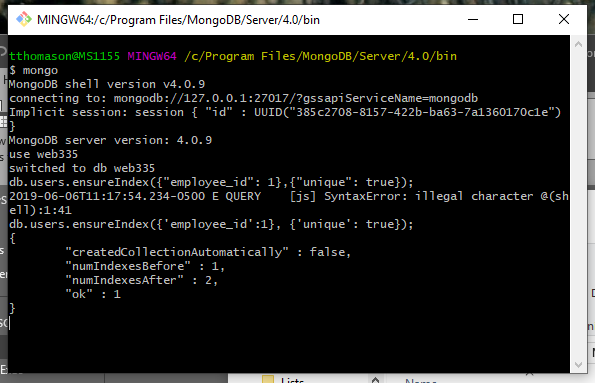 MINGW64:/c/Program Files/MongoDB/Server/4.0/bin
tthomason@MS1155 MINGW64 /c/Program Files/MongoDB/Server/4.0/bin
$ mongo
MongoDB shell version v4.0.9
connecting to: mongodb://127.0.0.1:27017/?gssapiServiceName=mongodb
Implicit session: session { "id" : UUID("385c2708-8157-422b-ba63-7a1360170c1e")
}
MongoDB server version: 4.0.9
use web335
switched to db web335
db.users.ensureIndex({"employee_id": 1},{"unique": true});
2019-06-06T11:17:54.234-0500 E QUERY    [js] SyntaxError: illegal character @(sh
ell):1:41
db.users.ensureIndex({'employee_id':1}, {'unique': true});
{
        "createdCollectionAutomatically" : false,
        "numIndexesBefore" : 1,
        "numIndexesAfter" : 2,
        "ok" : 1
}
Lists
Name